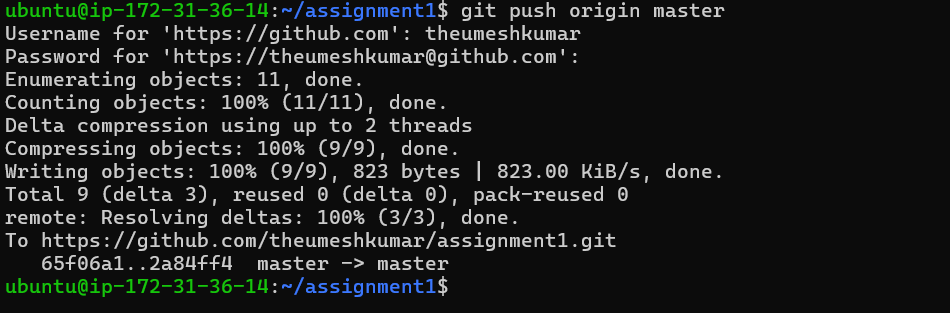 ubuntu@ip-172-31-36-14:~/assignment1$ git push origin master
Username for 'https://github.com': theumeshkumar
Password for 'https://theumeshkumar@github.com':
Enumerating objects: 11, done.
Counting objects: 100% (11/11), done.
Delta compression using up to 2 threads
Compressing objects: 100% (9/9), done.
Writing objects: 100% (9/9), 823 bytes | 823.00 KiB/s, done.
Total 9 (delta 3), reused 0 (delta 0), pack-reused 0
remote: Resolving deltas: 100% (3/3), done.
To https://github.com/theumeshkumar/assignment1.git
   65f06a1..2a84ff4  master -> master
ubuntu@ip-172-31-36-14:~/assignment1$